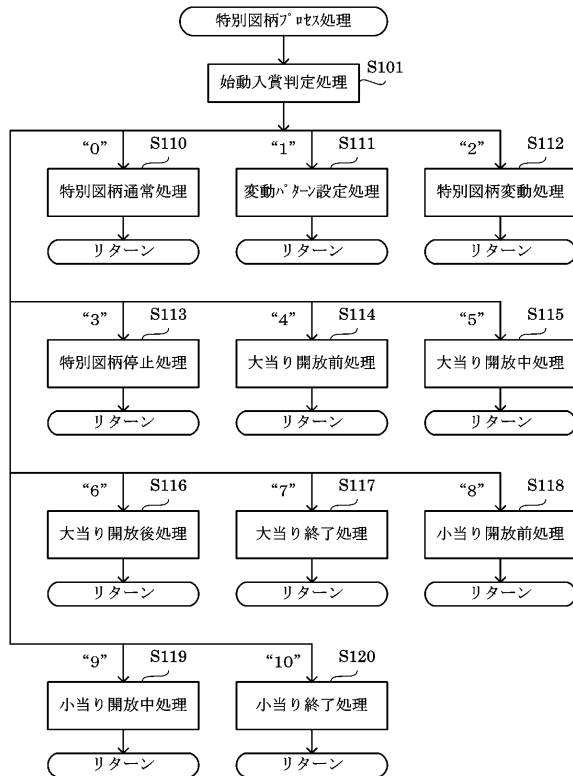 特別図柄ﾌﾟﾛｾｽ処理
S101
始動入賞判定処理
“0” S110 “1” S111 “2” S112
特別図柄通常処理 変動ﾊﾟﾀｰﾝ設定処理 特別図柄変動処理
リターン リターン リターン
“3” S113 “4” S114 “5” S115
特別図柄停止処理 大当り開放前処理 大当り開放中処理
リターン リターン リターン
“6” S116 “7” S117 “8” S118
大当り開放後処理 大当り終了処理 小当り開放前処理
リターン リターン リターン
“9” S119 “10” S120
小当り開放中処理 小当り終了処理
リターン リターン